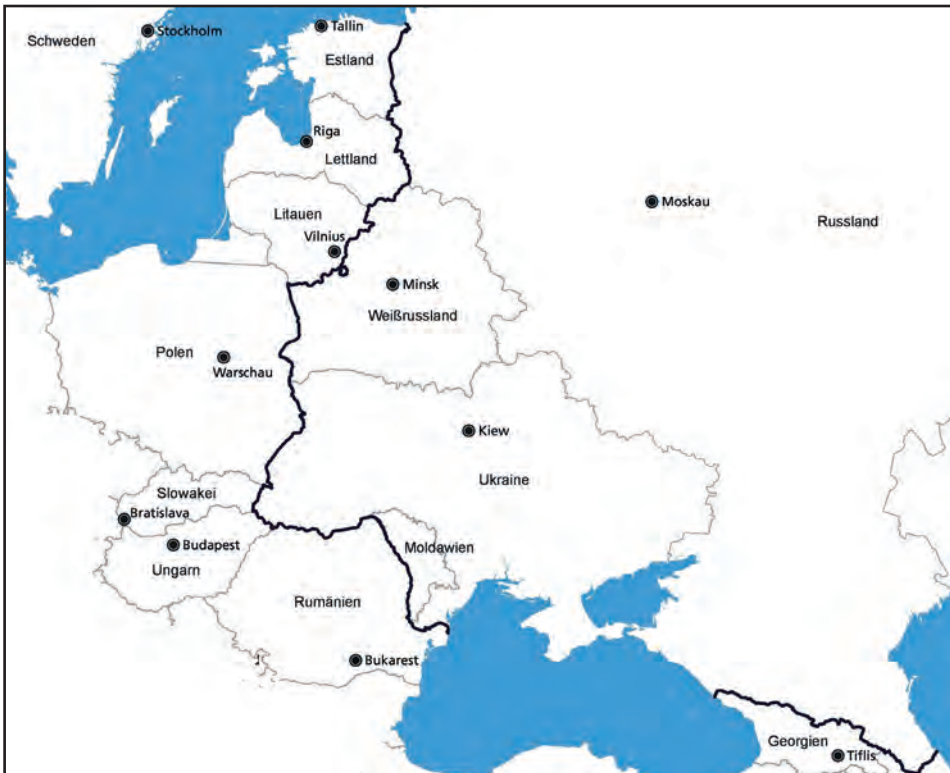 Schweden
Stockholm
Tallin
Estland
Riga
Lettland
Moskau
Russland
Litauen
Vilnius
Minsk
Weißrussland
Polen
Warschau
Kiew
Ukraine
Slowakei
Bratislava
Budapest
Ungarn
Moldawien
Rumänien
Bukarest
Georgien
Tiflis